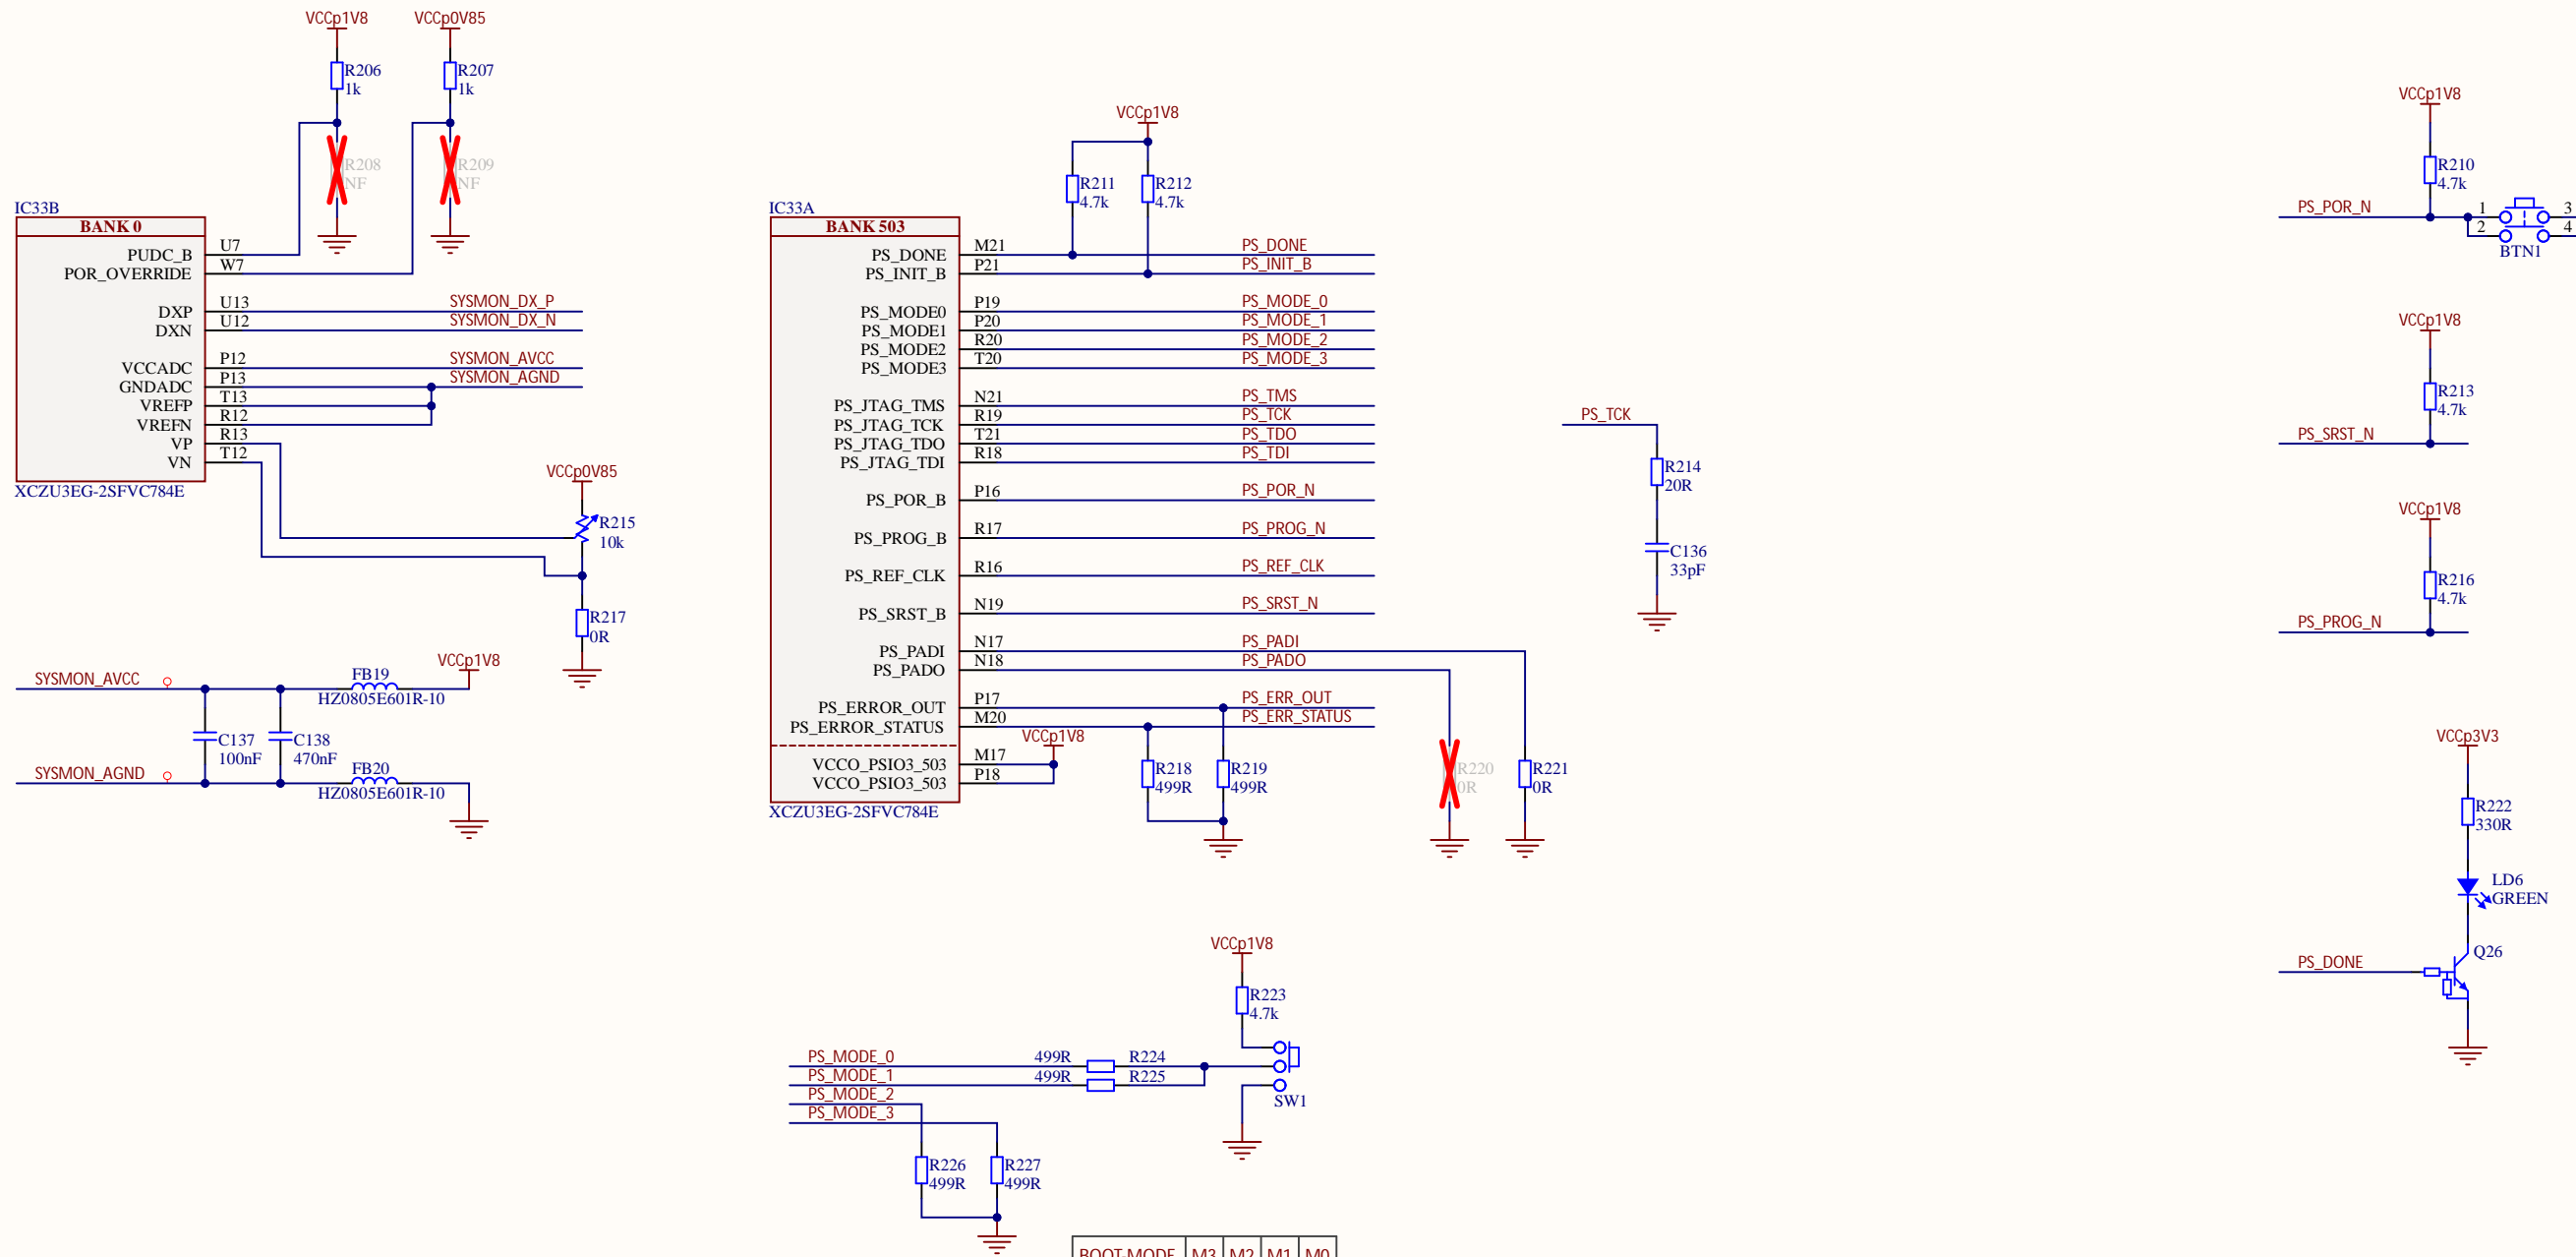 VCCp1V8
VCCp0V85
R206
1k
R207
1k
R208
NF
R209
NF
IC33B
BANK 0
PUDC_B U7
POR_OVERRIDE W7
DXP U13 SYSMON_DX_P
DXN U12 SYSMON_DX_N
VCCADC P12 SYSMON_AVCC
GNDADC P13 SYSMON_AGND
VREFP T13
VREFN R12
VP R13
VN T12
XCZU3EG-2SFVC784E
VCCp0V85
R215
10k
R217
0R
VCCp1V8
SYSMON_AVCC
FB19
HZ0805E601R-10
C137
100nF
C138
470nF
SYSMON_AGND
FB20
HZ0805E601R-10
VCCp1V8
R211
4.7k
R212
4.7k
IC33A
BANK 503
PS_DONE M21 PS_DONE
PS_INIT_B P21 PS_INIT_B
PS_MODE0 P19 PS_MODE_0
PS_MODE1 P20 PS_MODE_1
PS_MODE2 R20 PS_MODE_2
PS_MODE3 T20 PS_MODE_3
PS_JTAG_TMS N21 PS_TMS
PS_JTAG_TCK R19 PS_TCK
PS_JTAG_TDO T21 PS_TDO
PS_JTAG_TDI R18 PS_TDI
PS_POR_B P16 PS_POR_N
PS_PROG_B R17 PS_PROG_N
PS_REF_CLK R16 PS_REF_CLK
PS_SRST_B N19 PS_SRST_N
PS_PADI N17 PS_PADI
PS_PADO N18 PS_PADO
PS_ERROR_OUT P17 PS_ERR_OUT
PS_ERROR_STATUS M20 PS_ERR_STATUS
VCCp1V8
VCCO_PSIO3_503 M17
VCCO_PSIO3_503 P18
XCZU3EG-2SFVC784E
R218
499R
R219
499R
R220
0R
R221
0R
PS_TCK
R214
20R
C136
33pF
VCCp1V8
R223
4.7k
PS_MODE_0 499R R224
PS_MODE_1 499R R225
PS_MODE_2
PS_MODE_3
SW1
R226
499R
R227
499R
BOOT-MODE M3 M2 M1 M0
VCCp1V8
R210
4.7k
PS_POR_N
1 3
2 4
BTN1
VCCp1V8
R213
4.7k
PS_SRST_N
VCCp1V8
R216
4.7k
PS_PROG_N
VCCp3V3
R222
330R
LD6
GREEN
PS_DONE
Q26